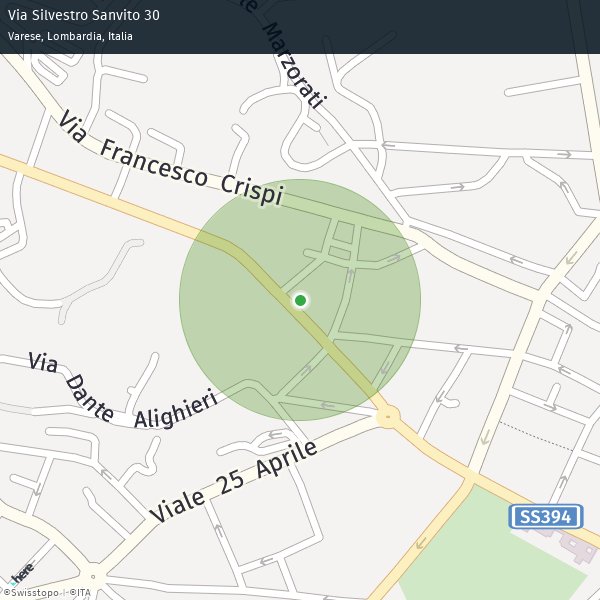 Via Silvestro Sanvito 30
Varese, Lombardia, Italia
Marzorati
Via Francesco Crispi
Via Dante Alighieri
Viale 25 Aprile
SS394
here
©Swisstopo | ©ITA